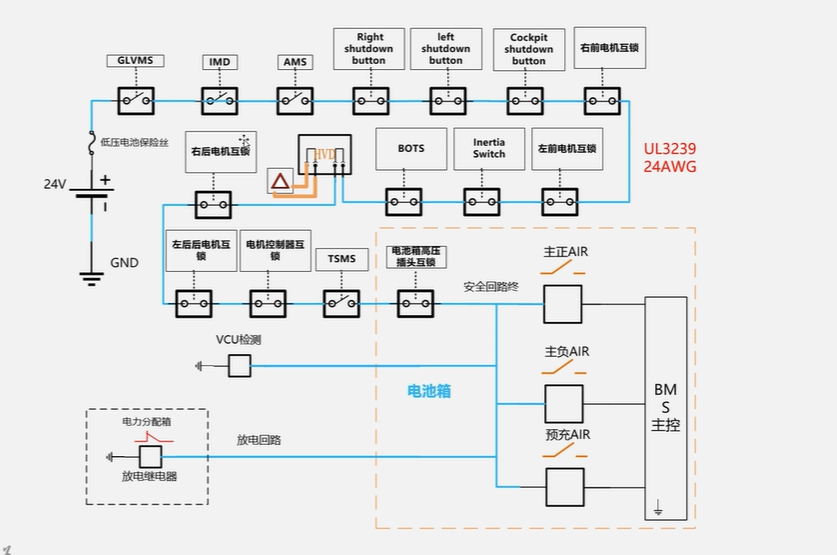 GLVMS
IMD
AMS
Right
shutdown
button
left
shutdown
button
Cockpit
shutdown
button
右前电机互锁
低压电池保险丝
右后电机互锁
HVD
BOTS
Inertia
Switch
左前电机互锁
UL3239
24AWG
24V
+
GND
左后后电机互
锁
电机控制器互
锁
TSMS
电池箱高压
插头互锁
安全回路终
主正AIR
VCU检测
主负AIR
电池箱
BM
S
主控
电力分配箱
放电继电器
放电回路
预充AIR